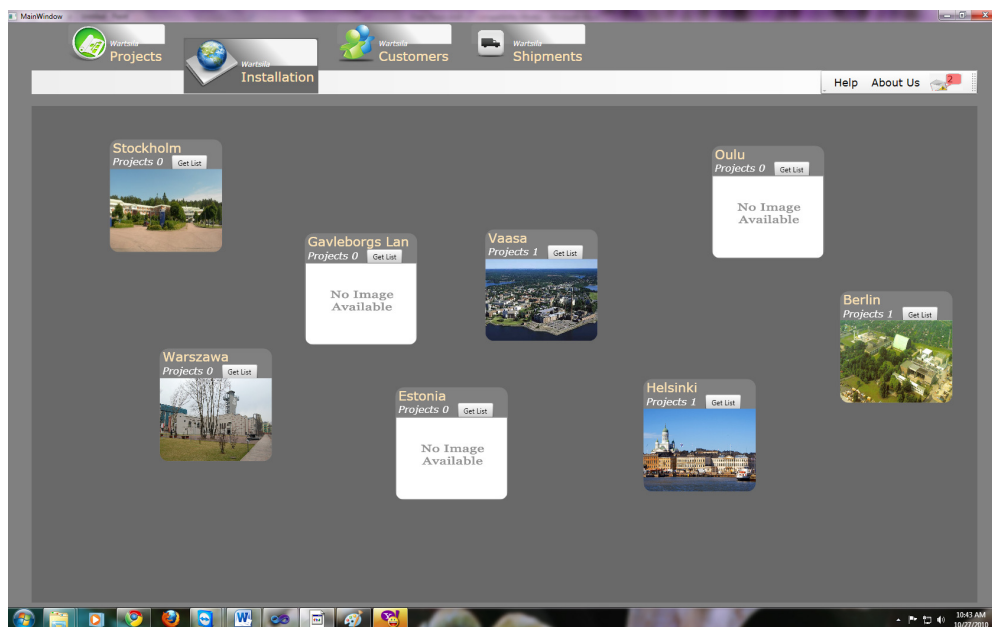 MainWindow
Wartsila
Projects
Wartsila
Installation
Wartsila
Customers
Wartsila
Shipments
Help About Us 2
Stockholm
Projects 0 Get List
Oulu
Projects 0 Get List
No Image
Available
Gavleborgs Lan
Projects 0 Get List
No Image
Available
Vaasa
Projects 1 Get List
Berlin
Projects 1 Get List
Warszawa
Projects 0 Get List
Estonia
Projects 0 Get List
No Image
Available
Helsinki
Projects 1 Get List
10:43 AM
10/27/2010